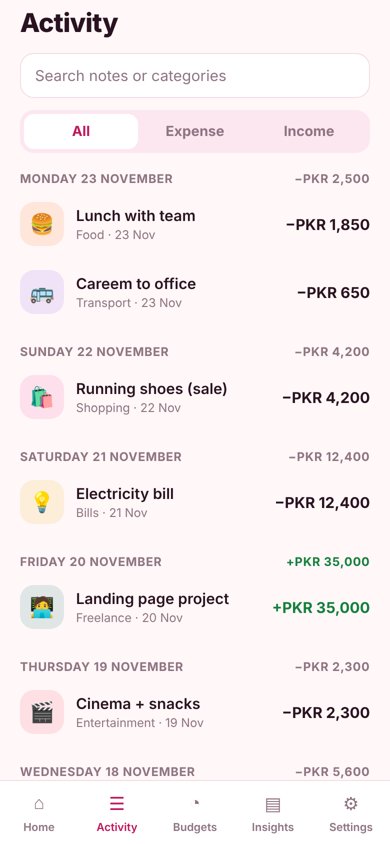 Activity
Search notes or categories
All Expense Income
MONDAY 23 NOVEMBER −PKR 2,500
Lunch with team −PKR 1,850
Food · 23 Nov
Careem to office −PKR 650
Transport · 23 Nov
SUNDAY 22 NOVEMBER −PKR 4,200
Running shoes (sale) −PKR 4,200
Shopping · 22 Nov
SATURDAY 21 NOVEMBER −PKR 12,400
Electricity bill −PKR 12,400
Bills · 21 Nov
FRIDAY 20 NOVEMBER +PKR 35,000
Landing page project +PKR 35,000
Freelance · 20 Nov
THURSDAY 19 NOVEMBER −PKR 2,300
Cinema + snacks −PKR 2,300
Entertainment · 19 Nov
WEDNESDAY 18 NOVEMBER −PKR 5,600
Home Activity Budgets Insights Settings